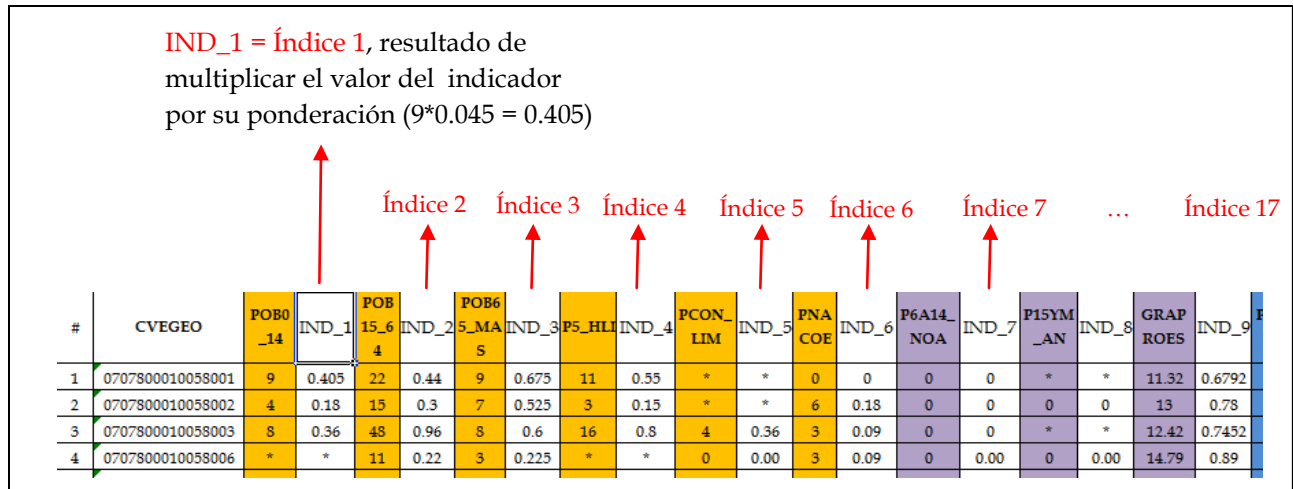 IND_1 = Índice 1, resultado de
multiplicar el valor del indicador
por su ponderación (9*0.045 = 0.405)
Índice 2 Índice 3 Índice 4 Índice 5 Índice 6 Índice 7 … Índice 17
# CVEGEO POB0_14 IND_1 POB15_64 IND_2 POB65_MAS IND_3 P5_HLI IND_4 PCON_LIM IND_5 PNACOE IND_6 P6A14_NOA IND_7 P15YM_AN IND_8 GRAPROES IND_9 P
1 0707800010058001 9 0.405 22 0.44 9 0.675 11 0.55 * * 0 0 0 0 * * 11.32 0.6792
2 0707800010058002 4 0.18 15 0.3 7 0.525 3 0.15 * * 6 0.18 0 0 0 0 13 0.78
3 0707800010058003 8 0.36 48 0.96 8 0.6 16 0.8 4 0.36 3 0.09 0 0 * * 12.42 0.7452
4 0707800010058006 * * 11 0.22 3 0.225 * * 0 0.00 3 0.09 0 0.00 0 0.00 14.79 0.89